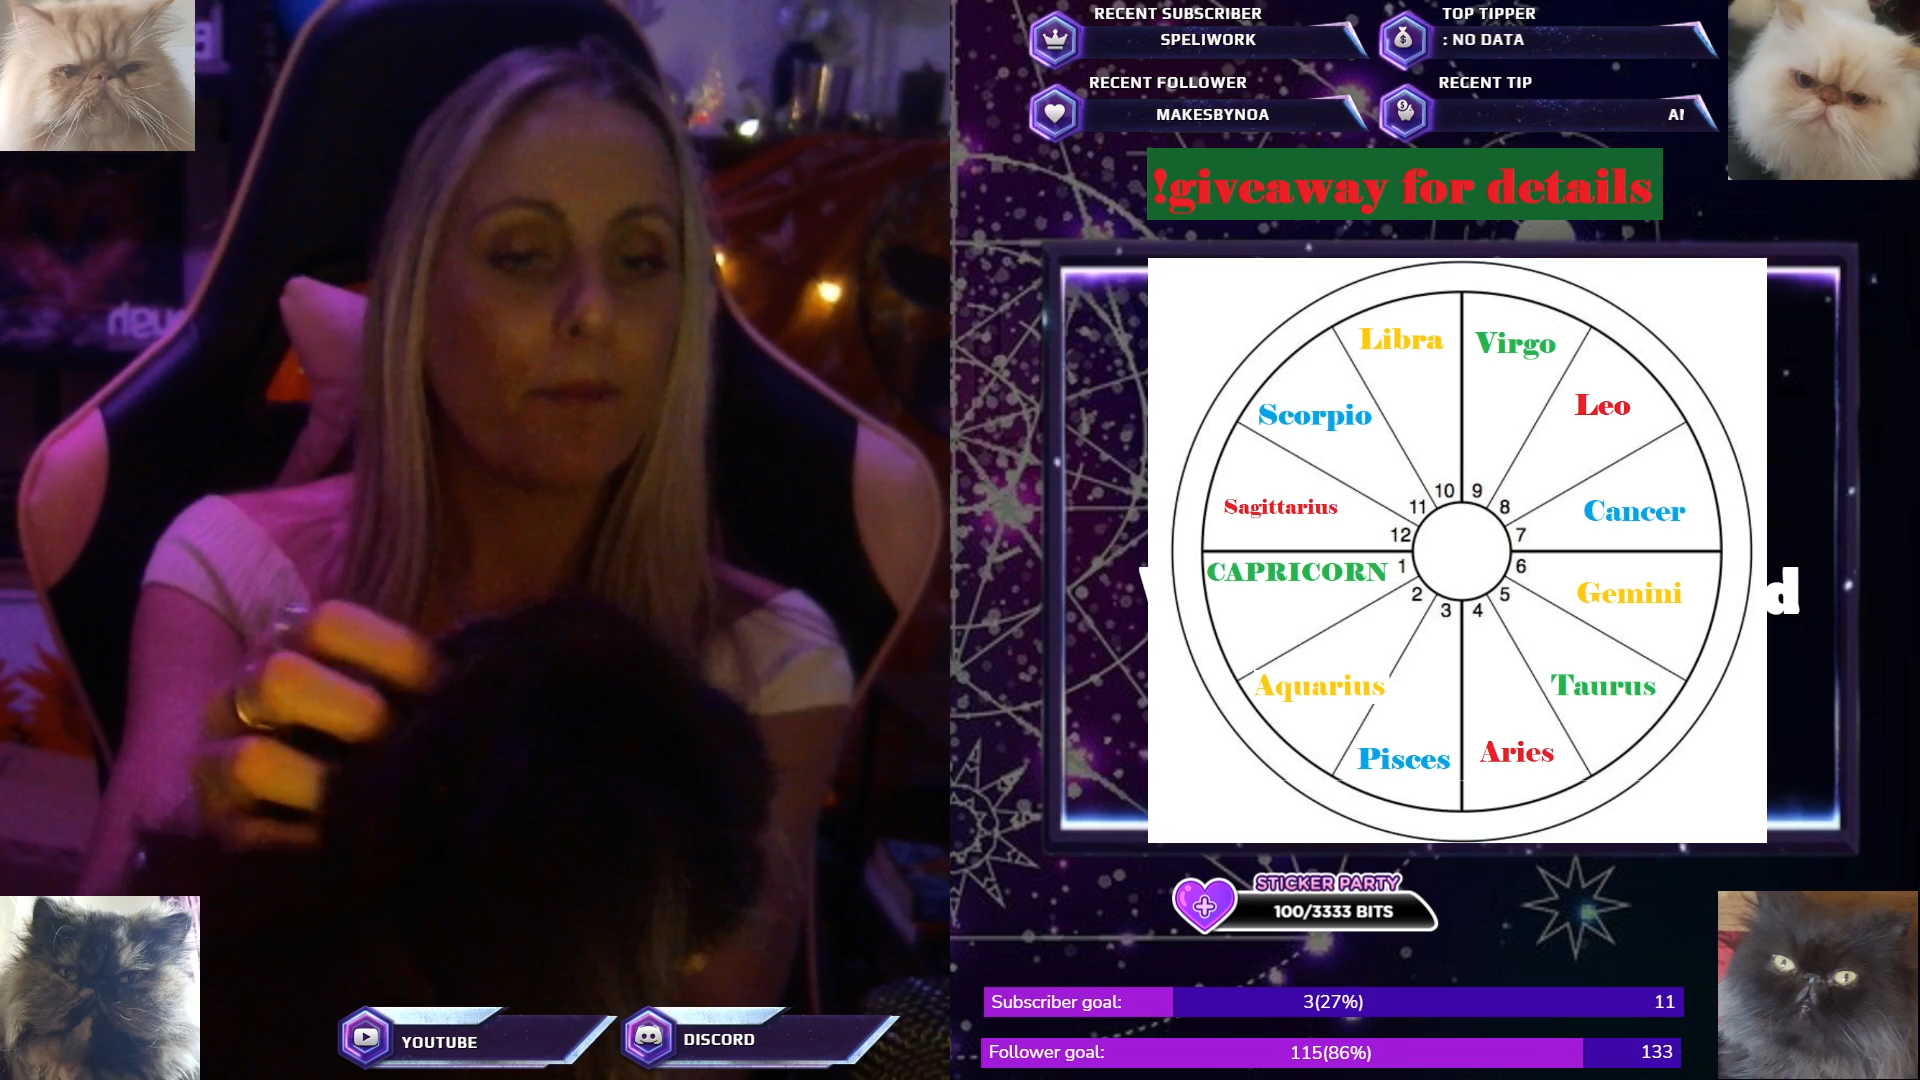 RECENT SUBSCRIBER
SPELIWORK
TOP TIPPER
: NO DATA
RECENT FOLLOWER
MAKESBYNOA
RECENT TIP
!giveaway for details
Libra
Virgo
Scorpio
Leo
Sagittarius
Cancer
10 9
11 8
12 7
CAPRICORN 1 6
Gemini
2 5
3 4
Aquarius
Taurus
Pisces
Aries
d
STICKER PARTY
100/3333 BITS
Subscriber goal: 3(27%) 11
Follower goal: 115(86%) 133
YOUTUBE
DISCORD